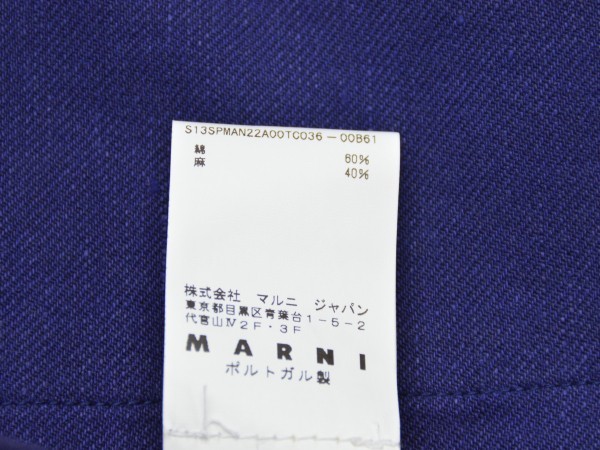 S13SPMAN22A00TC036-00B61
綿 60%
麻 40%
株式会社 マルニ ジャパン
東京都目黒区青葉台1-5-2
代官山Ⅳ2F・3F
MARNI
ポルトガル製